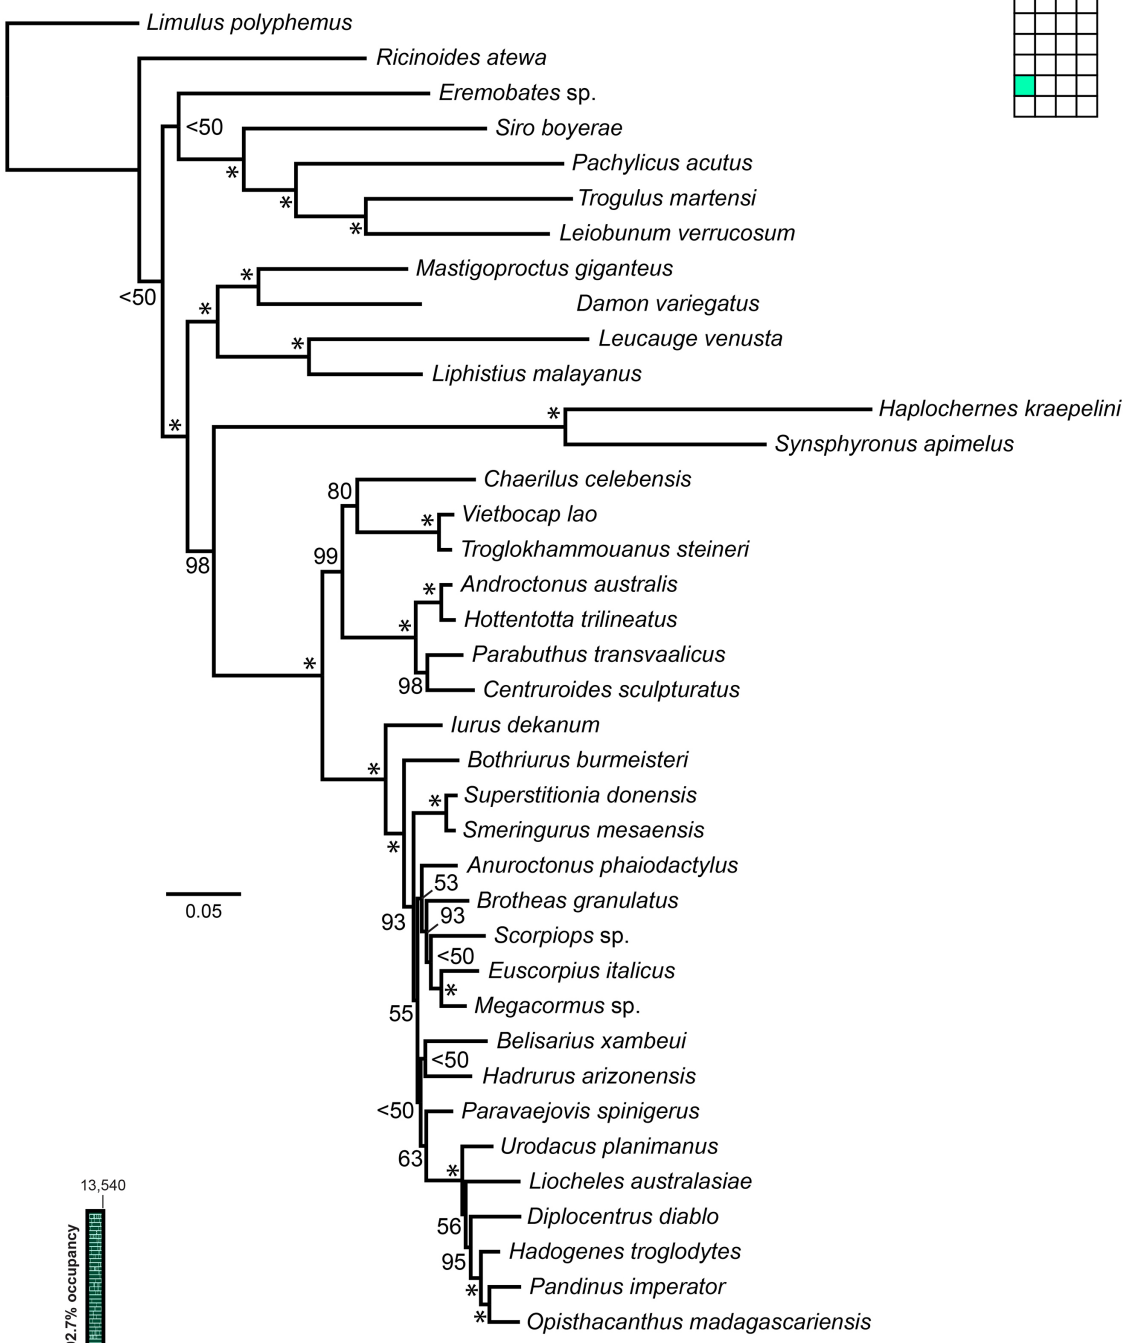 Limulus polyphemus
Ricinoides atewa
Eremobates sp.
<50
Siro boyerae
*
Pachylicus acutus
*
Trogulus martensi
*
Leiobunum verrucosum
Mastigoproctus giganteus
*
Damon variegatus
<50
*
Leucauge venusta
*
Liphistius malayanus
Haplochernes kraepelini
*
*
Synsphyronus apimelus
Chaerilus celebensis
80
Vietbocap lao
*
Troglokhammouanus steineri
99
98
Androctonus australis
*
Hottentotta trilineatus
*
Parabuthus transvaalicus
*
98
Centruroides sculpturatus
Iurus dekanum
Bothriurus burmeisteri
*
Superstitionia donensis
*
Smeringurus mesaensis
*
Anuroctonus phaiodactylus
53
Brotheas granulatus
0.05
93
93
Scorpiops sp.
<50
Euscorpius italicus
*
Megacormus sp.
55
Belisarius xambeui
<50
Hadrurus arizonensis
<50
Paravaejovis spinigerus
Urodacus planimanus
63
*
Liocheles australasiae
13,540
Diplocentrus diablo
56
Hadogenes troglodytes
95
Pandinus imperator
*
*
Opisthacanthus madagascariensis
2.7% occupancy